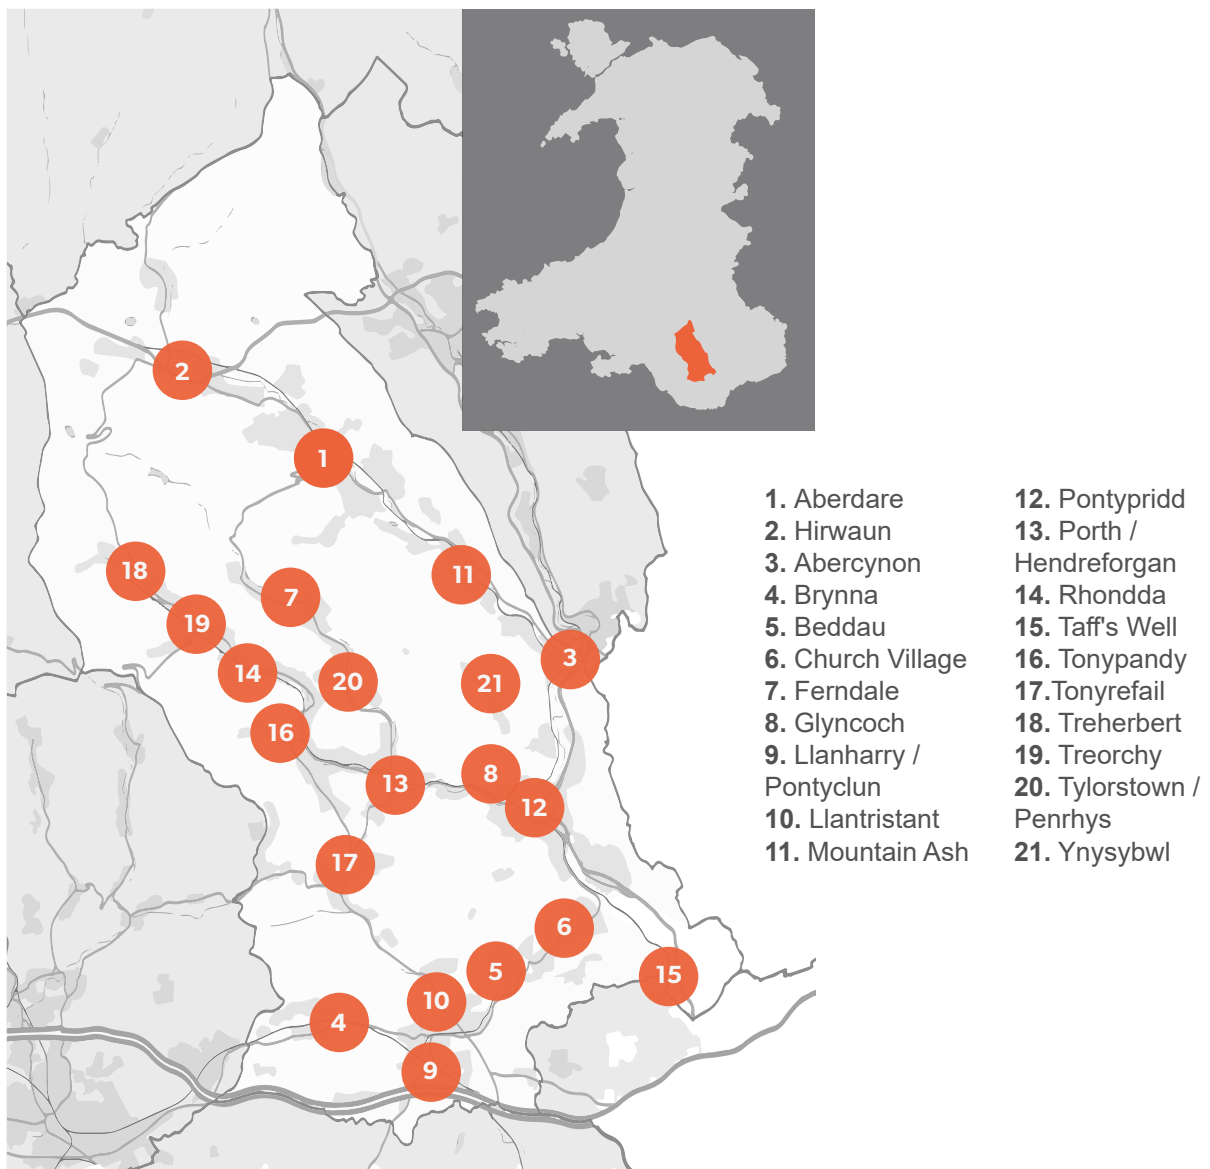 2
1
18
7
11
19
14
20
21
3
16
13
8
12
17
6
5
15
10
4
9
1. Aberdare
2. Hirwaun
3. Abercynon
4. Brynna
5. Beddau
6. Church Village
7. Ferndale
8. Glyncoch
9. Llanharry /
Pontyclun
10. Llantristant
11. Mountain Ash
12. Pontypridd
13. Porth /
Hendreforgan
14. Rhondda
15. Taff's Well
16. Tonypandy
17.Tonyrefail
18. Treherbert
19. Treorchy
20. Tylorstown /
Penrhys
21. Ynysybwl